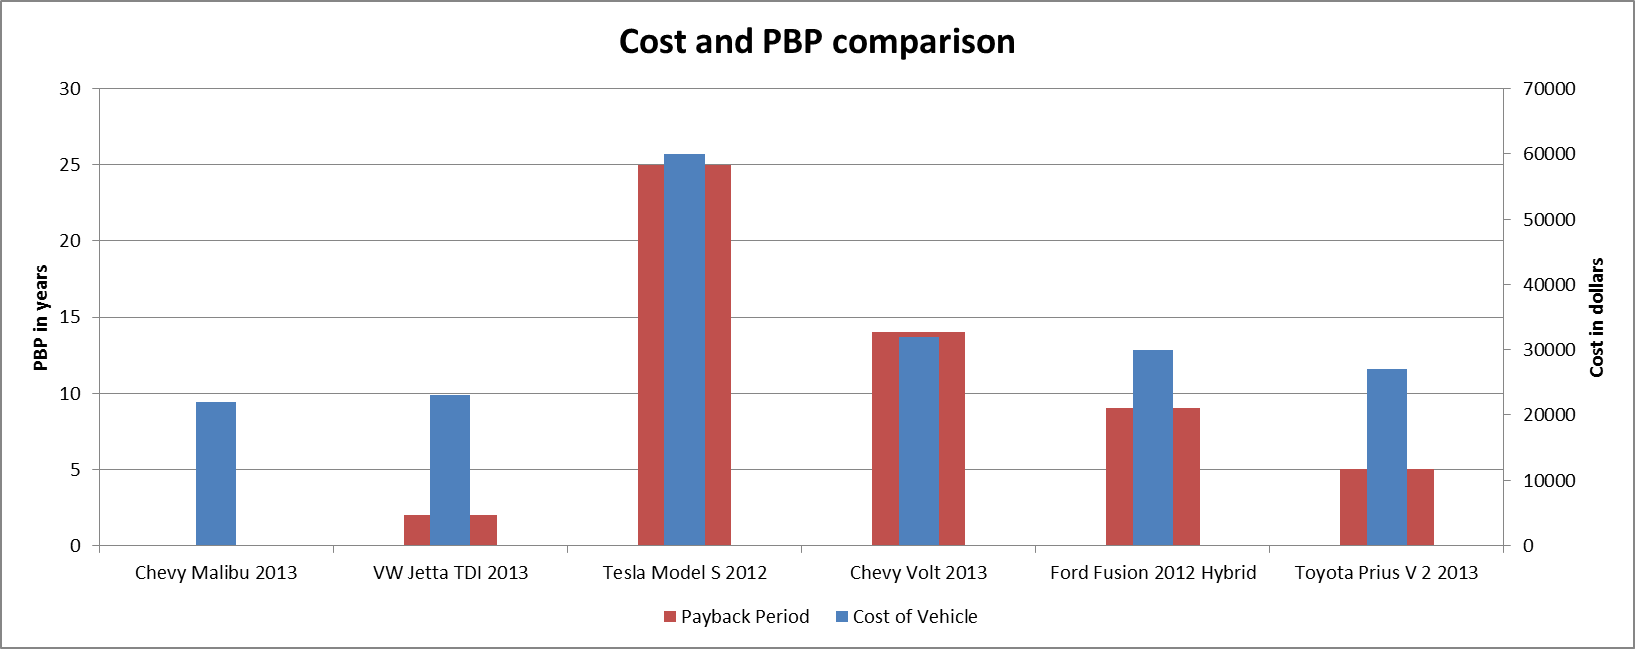 Cost and PBP comparison
30
25
20
15
10
5
0
PBP in years
70000
60000
50000
40000
30000
20000
10000
0
Cost in dollars
Chevy Malibu 2013
VW Jetta TDI 2013
Tesla Model S 2012
Chevy Volt 2013
Ford Fusion 2012 Hybrid
Toyota Prius V 2 2013
Payback Period
Cost of Vehicle